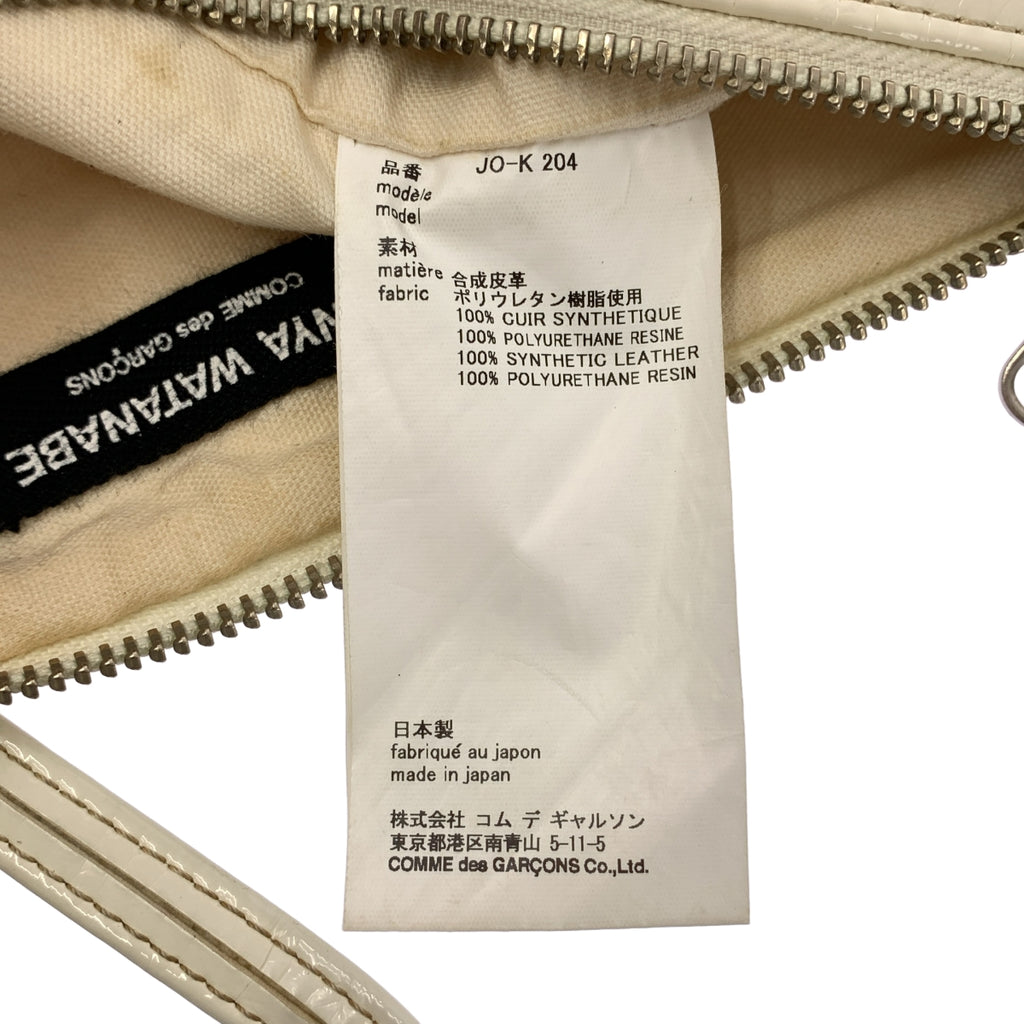 品番 JO-K 204
modèle
model
素材
matière
fabric
合成皮革
ポリウレタン樹脂使用
100% CUIR SYNTHETIQUE
100% POLYURETHANE RESINE
100% SYNTHETIC LEATHER
100% POLYURETHANE RESIN
日本製
fabriqué au japon
made in japan
株式会社 コム デ ギャルソン
東京都港区南青山 5-11-5
COMME des GARÇONS Co.,Ltd.
WATANABE
COMME des GARÇONS